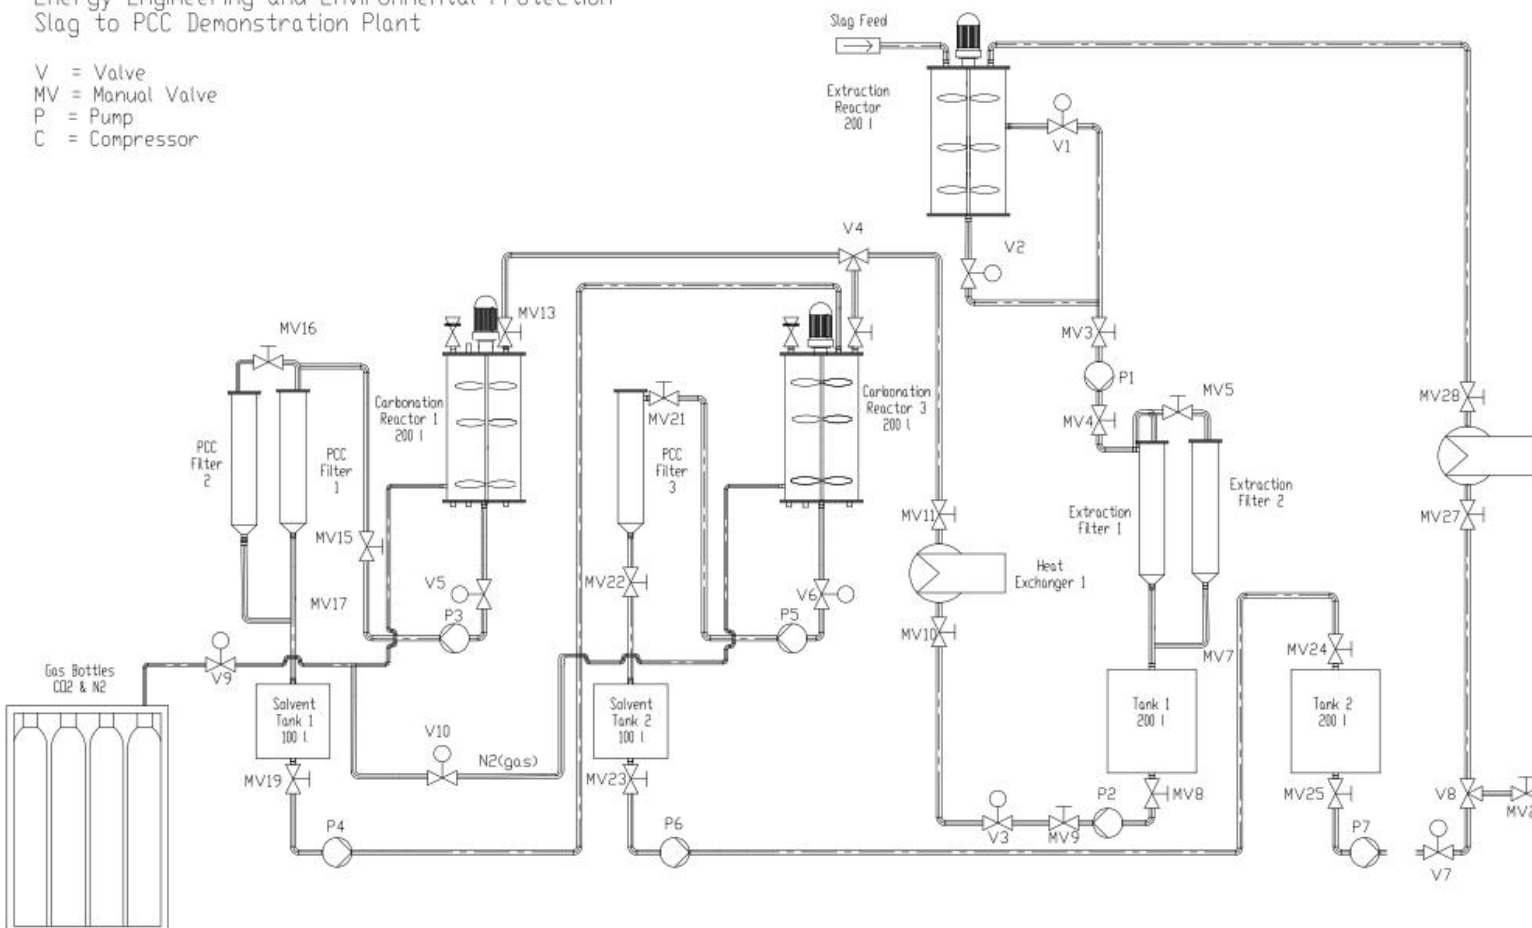 Energy Engineering and Environmental Protection
Slag to PCC Demonstration Plant
V = Valve
MV = Manual Valve
P = Pump
C = Compressor
Slag Feed
Extraction
Reactor
200 l
V1
V2
V4
MV13
MV3
P1
MV4
MV5
MV28
MV16
Carbonation
Reactor 1
200 l
MV21
Carbonation
Reactor 3
200 l
PCC
Filter
2
PCC
Filter
1
PCC
Filter
3
Extraction
Filter 1
Extraction
Filter 2
MV15
MV11
MV27
Heat
Exchanger 1
MV17
V5
P3
MV22
V6
P5
MV10
MV7
MV24
Gas Bottles
CO2 & N2
V9
Solvent
Tank 1
100 l
Solvent
Tank 2
100 l
Tank 1
200 l
Tank 2
200 l
V10
N2(gas)
MV19
MV23
MV8
MV25
V8
P4
P6
V3
MV9
P2
P7
V7